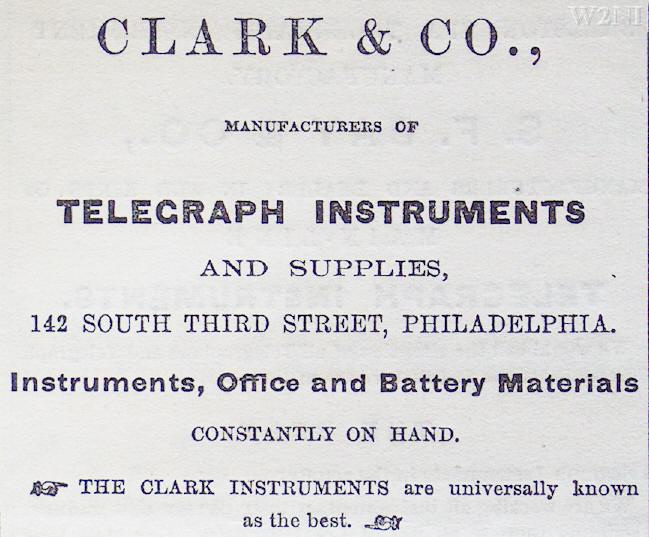 W2NI
CLARK & CO.,
MANUFACTURERS OF
TELEGRAPH INSTRUMENTS
AND SUPPLIES,
142 SOUTH THIRD STREET, PHILADELPHIA.
Instruments, Office and Battery Materials
CONSTANTLY ON HAND.
THE CLARK INSTRUMENTS are universally known
as the best.